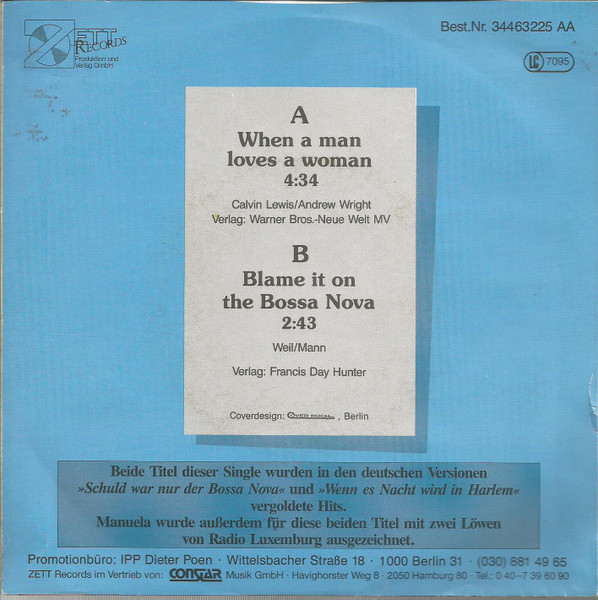 ZETT
RECORDS
Produktion und
Verlag GmbH
Best.Nr. 34463225 AA
LC 7095
A
When a man
loves a woman
4:34
Calvin Lewis/Andrew Wright
Verlag: Warner Bros.-Neue Welt MV
B
Blame it on
the Bossa Nova
2:43
Weil/Mann
Verlag: Francis Day Hunter
Coverdesign: , Berlin
Beide Titel dieser Single wurden in den deutschen Versionen
»Schuld war nur der Bossa Nova« und »Wenn es Nacht wird in Harlem«
vergoldete Hits.
Manuela wurde außerdem für diese beiden Titel mit zwei Löwen
von Radio Luxemburg ausgezeichnet.
Promotionbüro: IPP Dieter Poen · Wittelsbacher Straße 18 · 1000 Berlin 31 · (030) 881 49 65
ZETT Records im Vertrieb von: CONSTAR Musik GmbH · Havighorster Weg 8 · 2050 Hamburg 80 · Tel.: 0 40-7 39 60 90